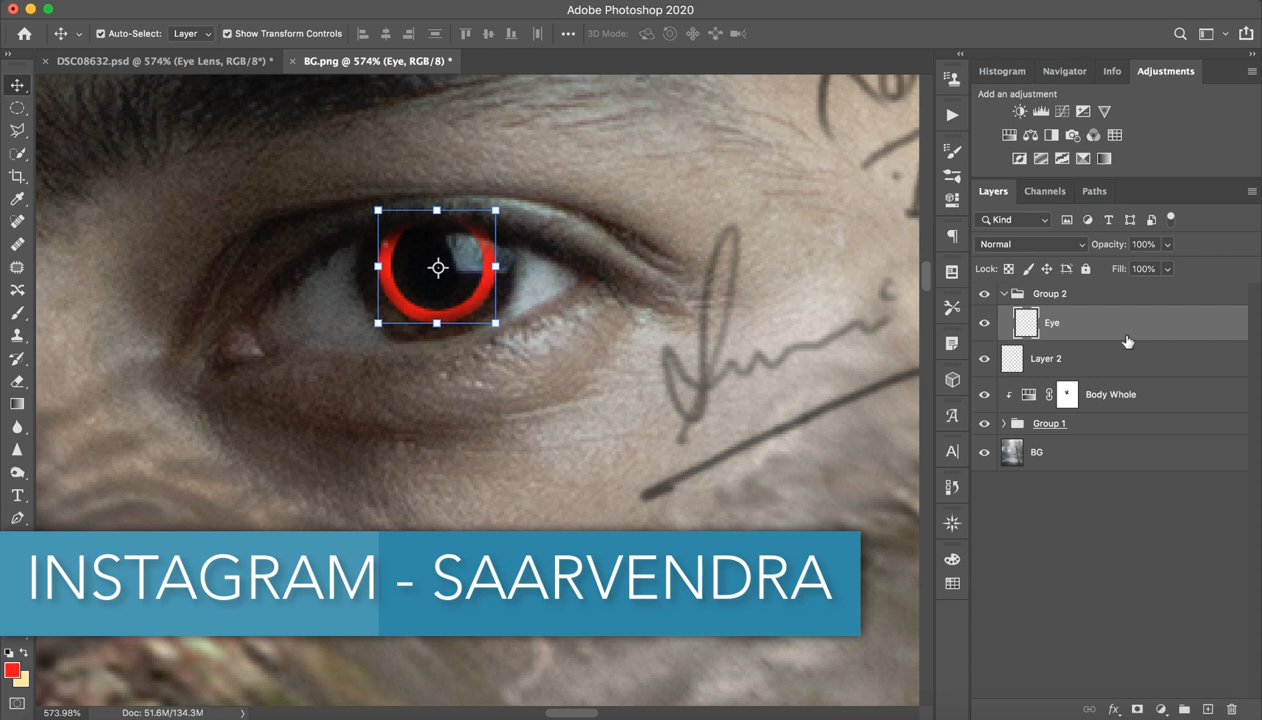 Adobe Photoshop 2020
Auto-Select: Layer Show Transform Controls 3D Mode:
DSC08632.psd @ 574% (Eye Lens, RGB/8*) * BG.png @ 574% (Eye, RGB/8) *
Histogram Navigator Info Adjustments
Add an adjustment
Layers Channels Paths
Kind
Normal Opacity: 100%
Lock: Fill: 100%
Group 2
Eye
Layer 2
Body Whole
Group 1
BG
INSTAGRAM - SAARVENDRA
573.98% Doc: 51.6M/134.3M